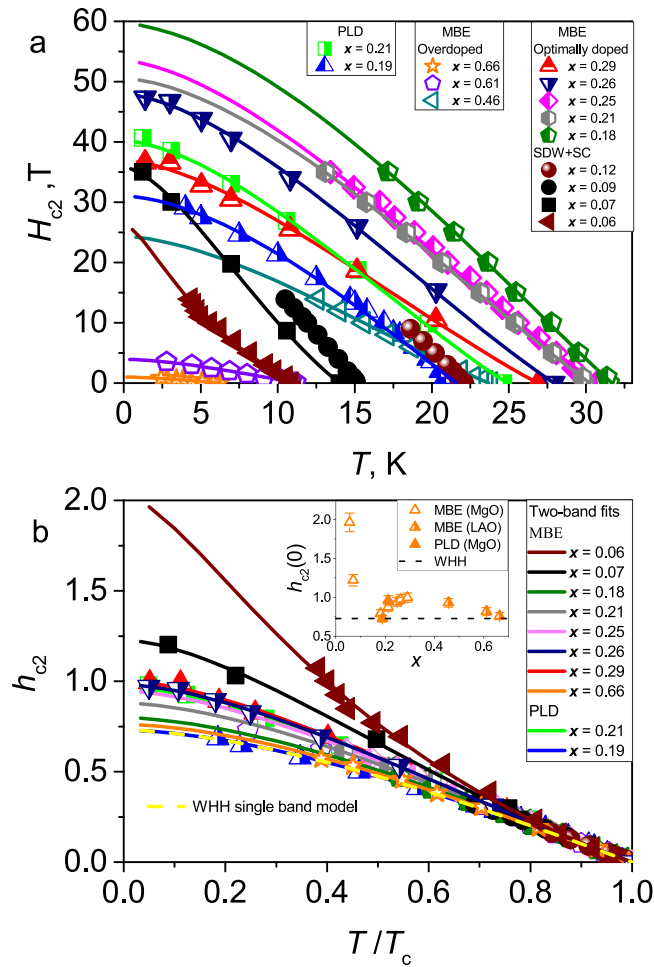 a
PLD
x = 0.21
x = 0.19
MBE
Overdoped
x = 0.66
x = 0.61
x = 0.46
MBE
Optimally doped
x = 0.29
x = 0.26
x = 0.25
x = 0.21
x = 0.18
SDW+SC
x = 0.12
x = 0.09
x = 0.07
x = 0.06
60
50
40
30
20
10
0
H_c2 ,T
0 5 10 15 20 25 30 35
T, K
b
2.0
1.5
1.0
0.5
0.0
h_c2
MBE (MgO)
MBE (LAO)
PLD (MgO)
WHH
2.0
1.5
1.0
0.5
h_c2(0)
0.0 0.2 0.4 0.6
x
Two-band fits
MBE
x = 0.06
x = 0.07
x = 0.18
x = 0.21
x = 0.25
x = 0.26
x = 0.29
x = 0.66
PLD
x = 0.21
x = 0.19
WHH single band model
0.0 0.2 0.4 0.6 0.8 1.0
T/T_c